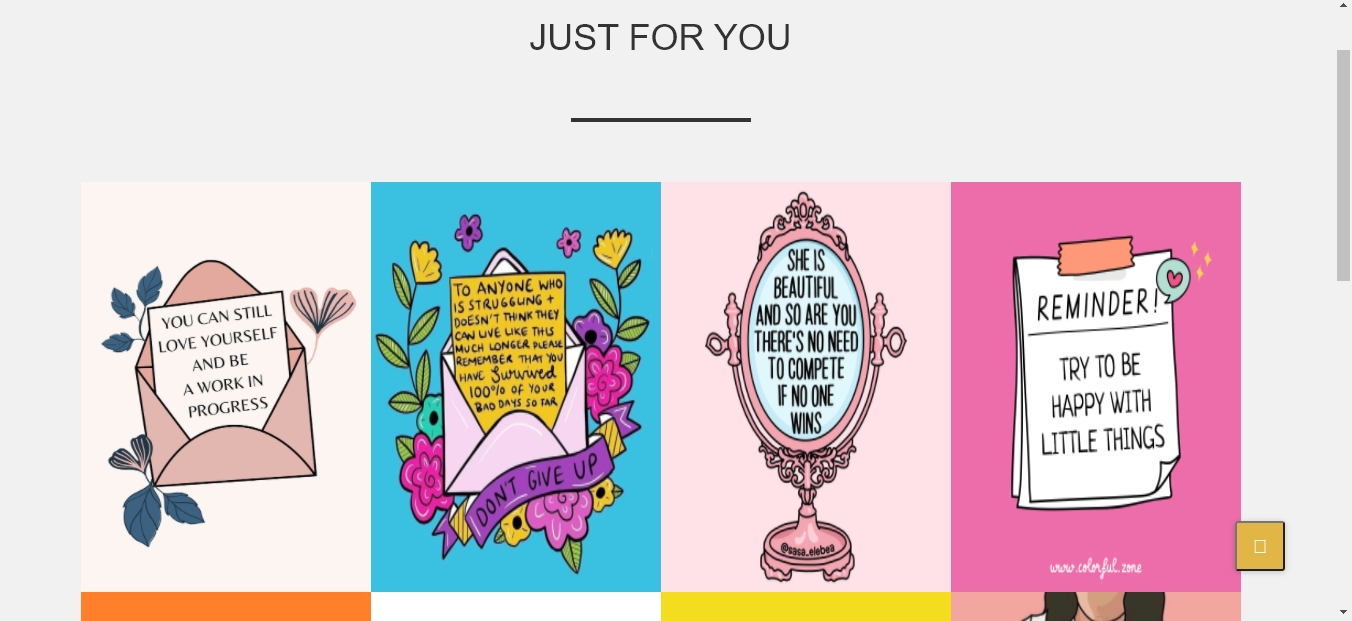 JUST FOR YOU
YOU CAN STILL
LOVE YOURSELF
AND BE
A WORK IN
PROGRESS
TO ANYONE WHO
IS STRUGGLING +
DOESN'T THINK THEY
CAN LIVE LIKE THIS
MUCH LONGER PLEASE
REMEMBER THAT YOU
HAVE Survived
100% OF YOUR
BAD DAYS SO FAR
DON'T GIVE UP
SHE IS
BEAUTIFUL
AND SO ARE YOU
THERE'S NO NEED
TO COMPETE
IF NO ONE
WINS
@sasa_elebea
REMINDER!
TRY TO BE
HAPPY WITH
LITTLE THINGS
www.colorful.zone